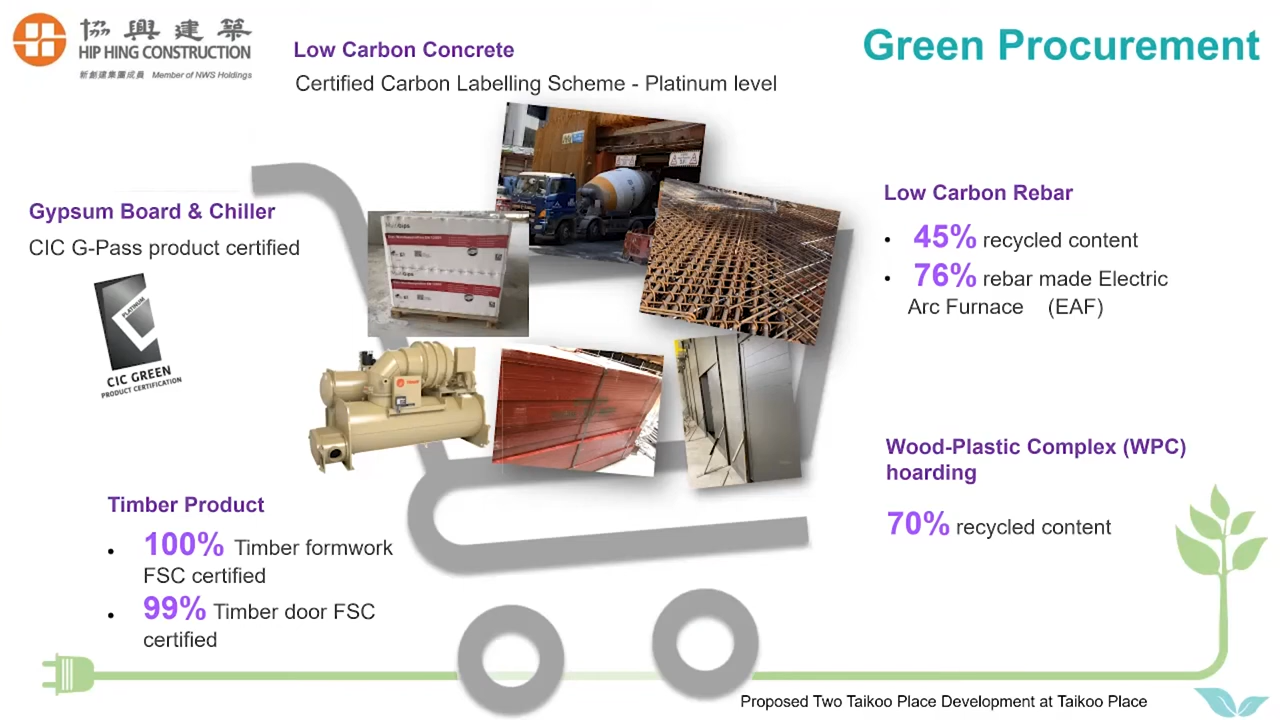 協興建築
HIP HING CONSTRUCTION
新創建集團成員 Member of NWS Holdings
Green Procurement
Low Carbon Concrete
Certified Carbon Labelling Scheme - Platinum level
Gypsum Board & Chiller
CIC G-Pass product certified
PLATINUM
CIC GREEN
PRODUCT CERTIFICATION
Low Carbon Rebar
• 45% recycled content
• 76% rebar made Electric
Arc Furnace (EAF)
Wood-Plastic Complex (WPC)
hoarding
70% recycled content
Timber Product
• 100% Timber formwork
FSC certified
• 99% Timber door FSC
certified
Proposed Two Taikoo Place Development at Taikoo Place